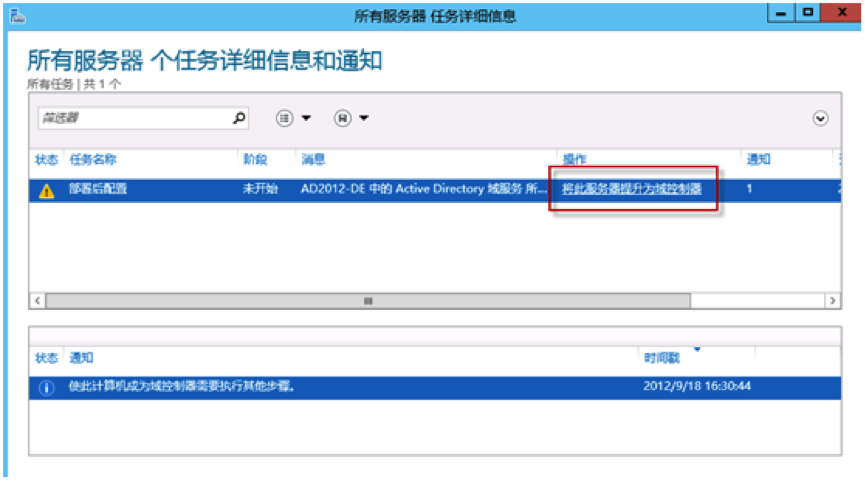 所有服务器 任务详细信息
所有服务器 个任务详细信息和通知
所有任务 | 共 1 个
筛选器
状态 任务名称 阶段 消息 操作 通知
部署后配置 未开始 AD2012-DE 中的 Active Directory 域服务 所... 将此服务器提升为域控制器 1 2
状态 通知 时间戳
使此计算机成为域控制器需要执行其他步骤。 2012/9/18 16:30:44